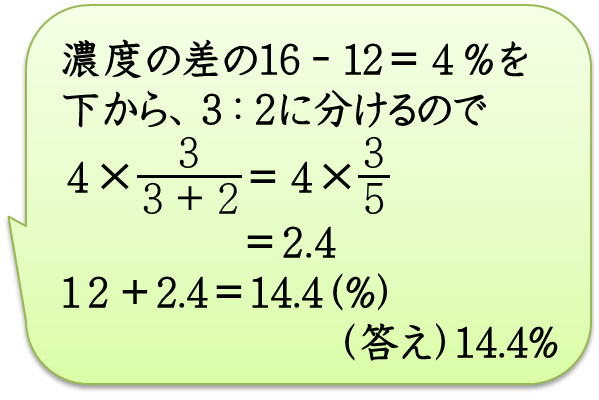 濃度の差の16－12＝4％を
下から、3：2に分けるので
4×3/(3＋2)＝4×3/5
＝2.4
12＋2.4＝14.4(％)
(答え)14.4％